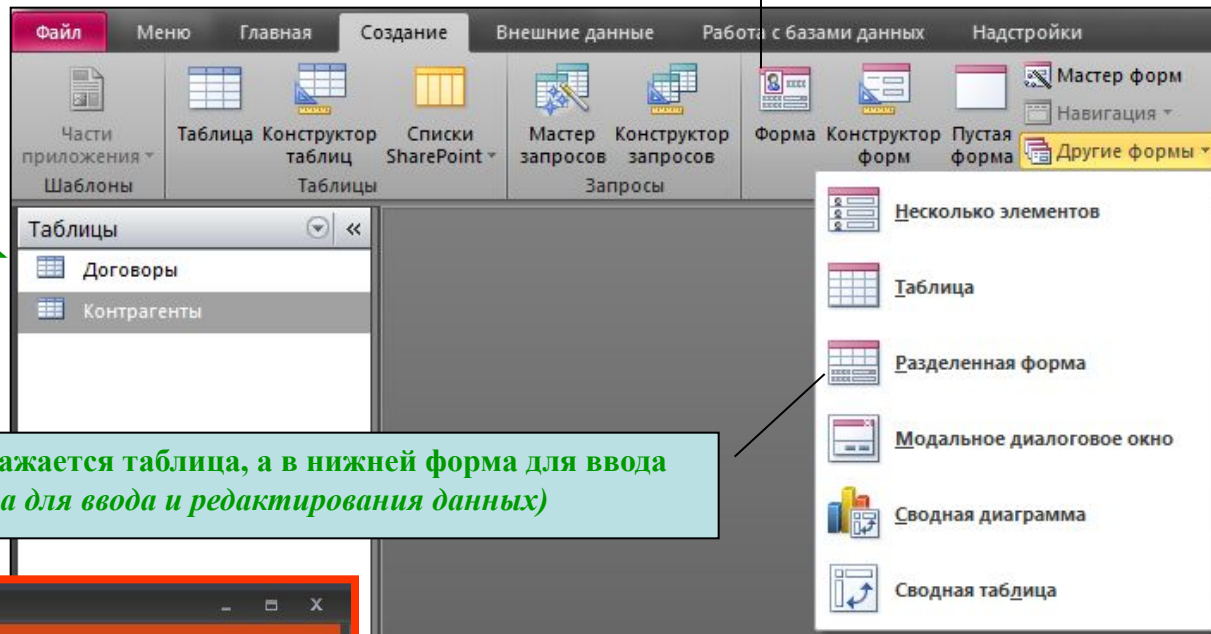 Файл Меню Главная Создание Внешние данные Работа с базами данных Надстройки
Части приложения
Таблица
Конструктор таблиц
Списки SharePoint
Мастер запросов
Конструктор запросов
Форма
Конструктор форм
Пустая форма
Мастер форм
Навигация
Другие формы
Шаблоны Таблицы Запросы
Таблицы
Договоры
Контрагенты
Несколько элементов
Таблица
Разделенная форма
Модальное диалоговое окно
Сводная диаграмма
Сводная таблица
ажается таблица, а в нижней форма для ввода
а для ввода и редактирования данных)